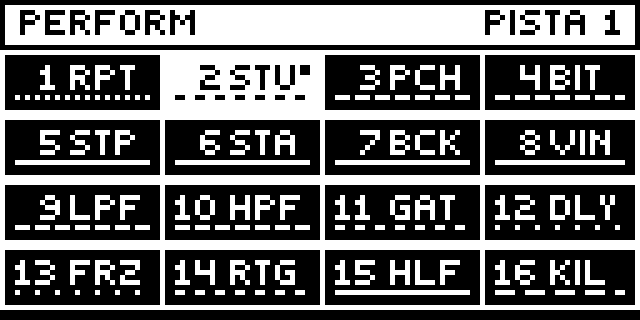 PERFORM PISTA 1
1 RPT 2 STU 3 PCH 4 BIT
5 STP 6 STA 7 BCK 8 VIN
9 LPF 10 HPF 11 GAT 12 DLY
13 FRZ 14 RTG 15 HLF 16 KIL